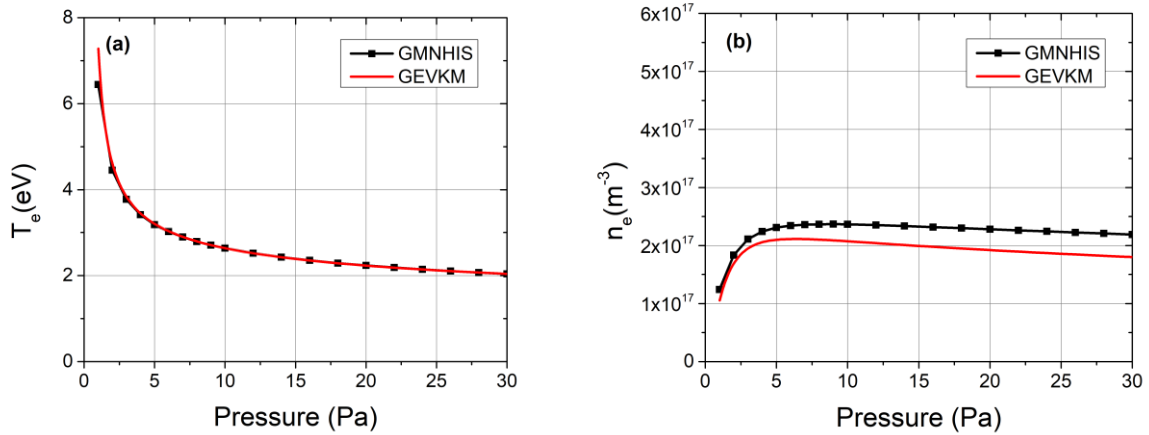 (a)
GMNHIS
GEVKM
T_e(eV)
8
6
4
2
0
0 5 10 15 20 25 30
Pressure (Pa)
(b)
GMNHIS
GEVKM
n_e(m^-3)
6x10^17
5x10^17
4x10^17
3x10^17
2x10^17
1x10^17
0
0 5 10 15 20 25 30
Pressure (Pa)